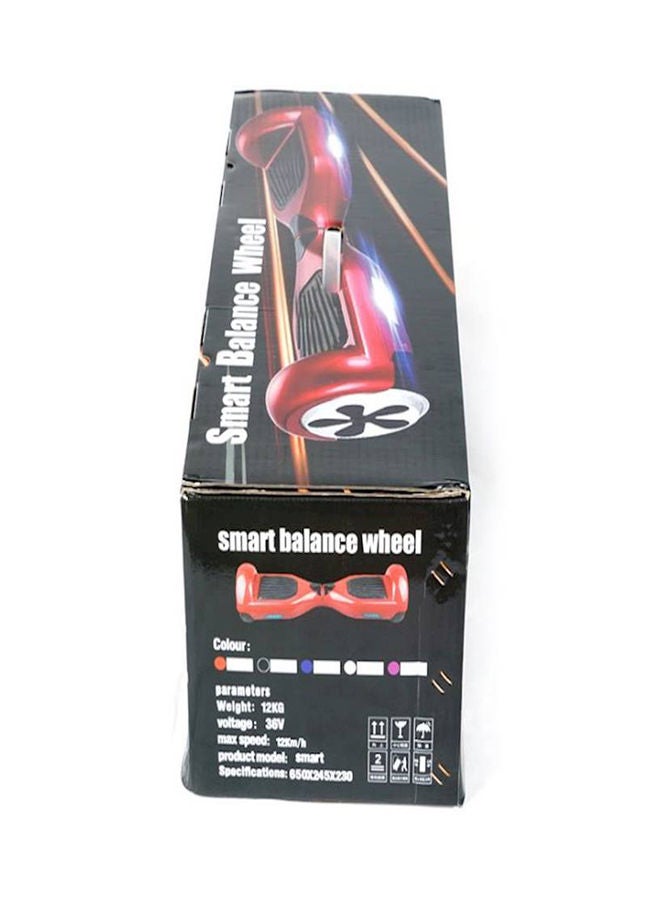 Smart Balance Wheel
smart balance wheel
Colour:
parameters
Weight: 12KG
voltage: 36V
max speed: 12Km/h
product model: smart
Specifications: 650X245X230
2